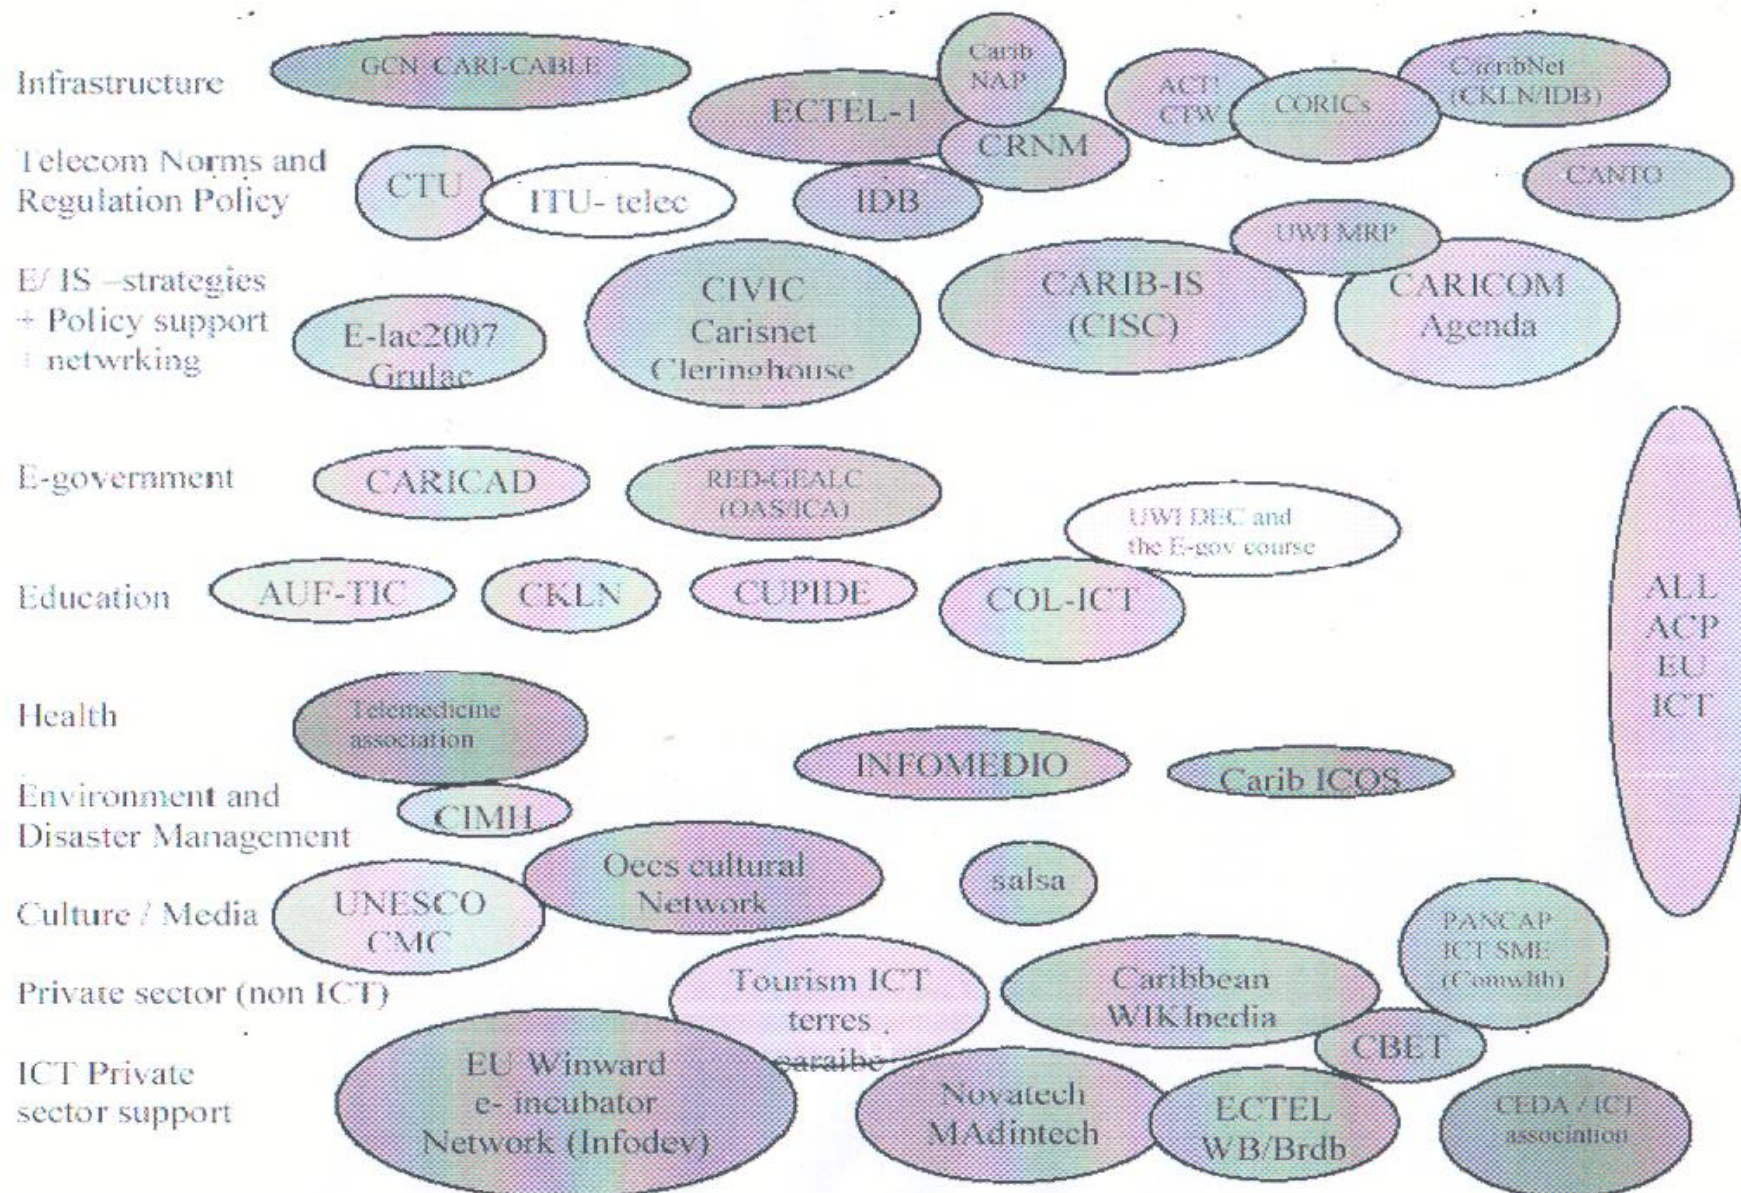 Infrastructure
GCN CARI-CABLE
ECTEL-1
Carib
NAP
CRNM
ACT!
CTW
CORICs
(CKLN/IDB)
Telecom Norms and
Regulation Policy
CTU
ITU- telec
IDB
CANTO
E/ IS –strategies
+ Policy support
+ netwrking
E-lac2007
Grulac
CIVIC
Carisnet
Cleringhouse
CARIB-IS
(CISC)
UWI MRP
CARICOM
Agenda
E-government
CARICAD
RED-GEALC
(OAS/ICA)
UWI DEC and
the E-gov course
Education
AUF-TIC
CKLN
CUPIDE
COL-ICT
ALL
ACP
EU
ICT
Health
Telemedicine
association
INFOMEDIO
Carib ICOS
Environment and
Disaster Management
CIMH
Oecs cultural
Network
salsa
Culture / Media
UNESCO
CMC
PANCAP
ICT SME
(Comwlth)
Private sector (non ICT)
Tourism ICT
terres
caraibe
Caribbean
WIKIpedia
CBET
ICT Private
sector support
EU Winward
e- incubator
Network (Infodev)
Novatech
MAdintech
ECTEL
WB/Brdb
CEDA / ICT
association